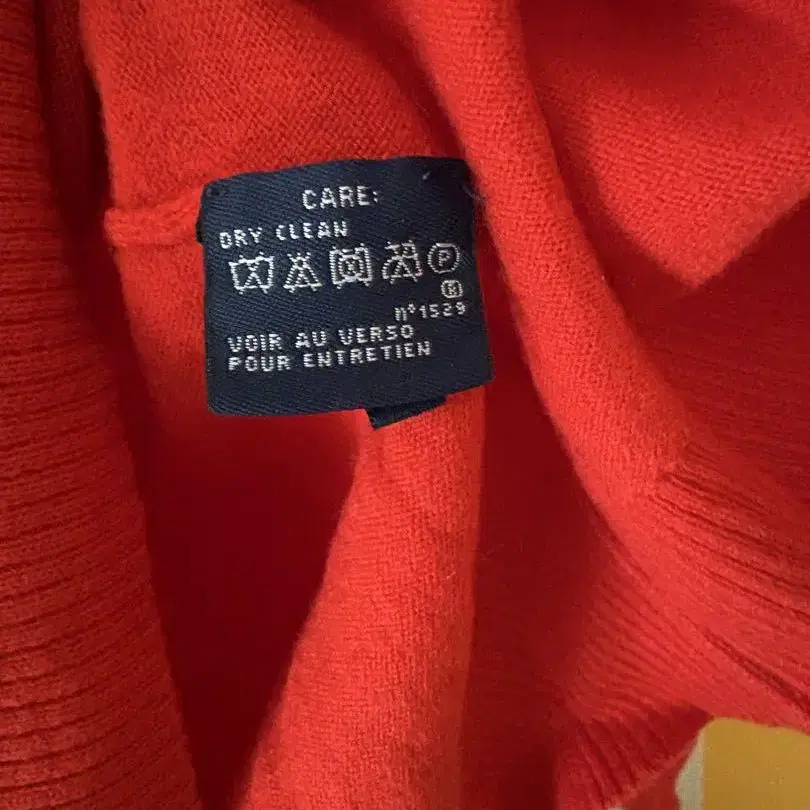 CARE:
DRY CLEAN
P
K
n°1529
VOIR AU VERSO
POUR ENTRETIEN